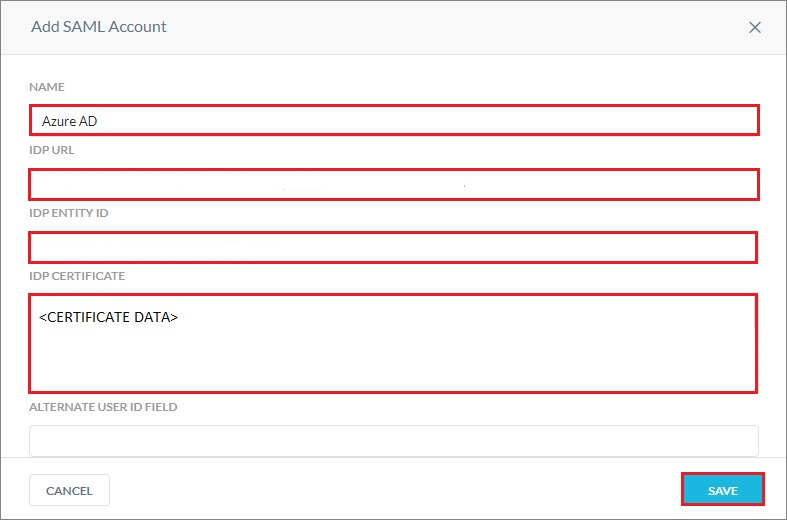 Add SAML Account
NAME
Azure AD
IDP URL
IDP ENTITY ID
IDP CERTIFICATE
<CERTIFICATE DATA>
ALTERNATE USER ID FIELD
CANCEL
SAVE